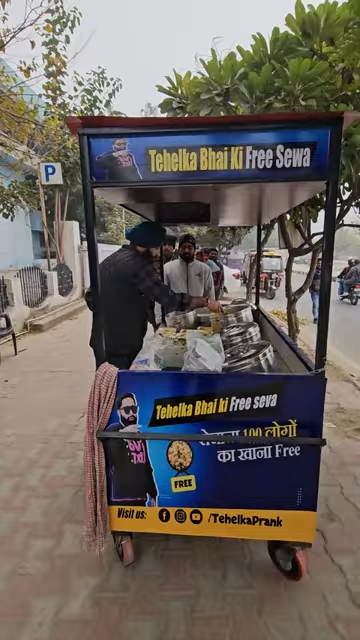 P
Tehelka Bhai Ki Free Sewa
Tehelka Bhai ki Free seva
रोजाना 100 लोगों
का खाना Free
FREE
Visit us: /TehelkaPrank